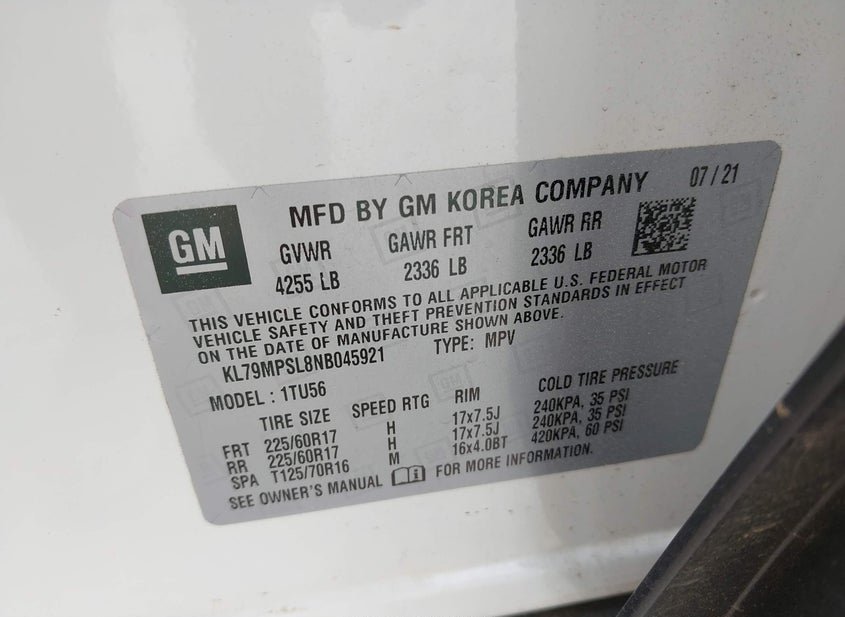 MFD BY GM KOREA COMPANY 07 / 21
GM
GVWR GAWR FRT GAWR RR
4255 LB 2336 LB 2336 LB
THIS VEHICLE CONFORMS TO ALL APPLICABLE U.S. FEDERAL MOTOR
VEHICLE SAFETY AND THEFT PREVENTION STANDARDS IN EFFECT
ON THE DATE OF MANUFACTURE SHOWN ABOVE.
KL79MPSL8NB045921 TYPE: MPV
MODEL : 1TU56
TIRE SIZE SPEED RTG RIM COLD TIRE PRESSURE
FRT 225/60R17 H 17x7.5J 240KPA, 35 PSI
RR 225/60R17 H 17x7.5J 240KPA, 35 PSI
SPA T125/70R16 M 16x4.0BT 420KPA, 60 PSI
SEE OWNER'S MANUAL FOR MORE INFORMATION.